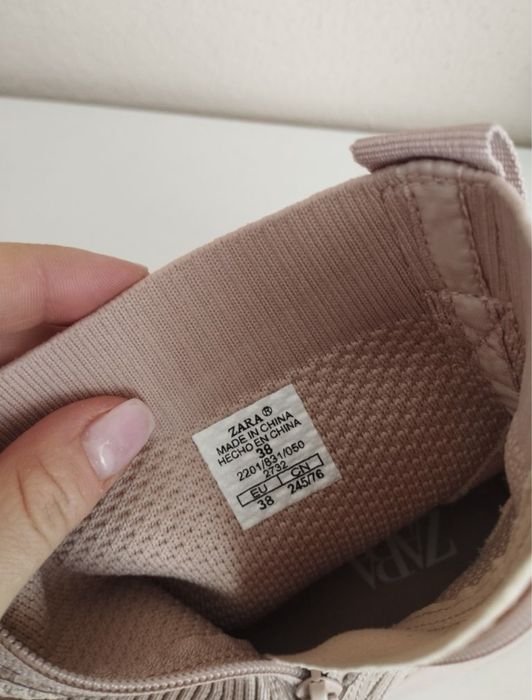 ZARA®
MADE IN CHINA
HECHO EN CHINA
38
2201/831/050
2732
EU CN
38 245/76
ZARA